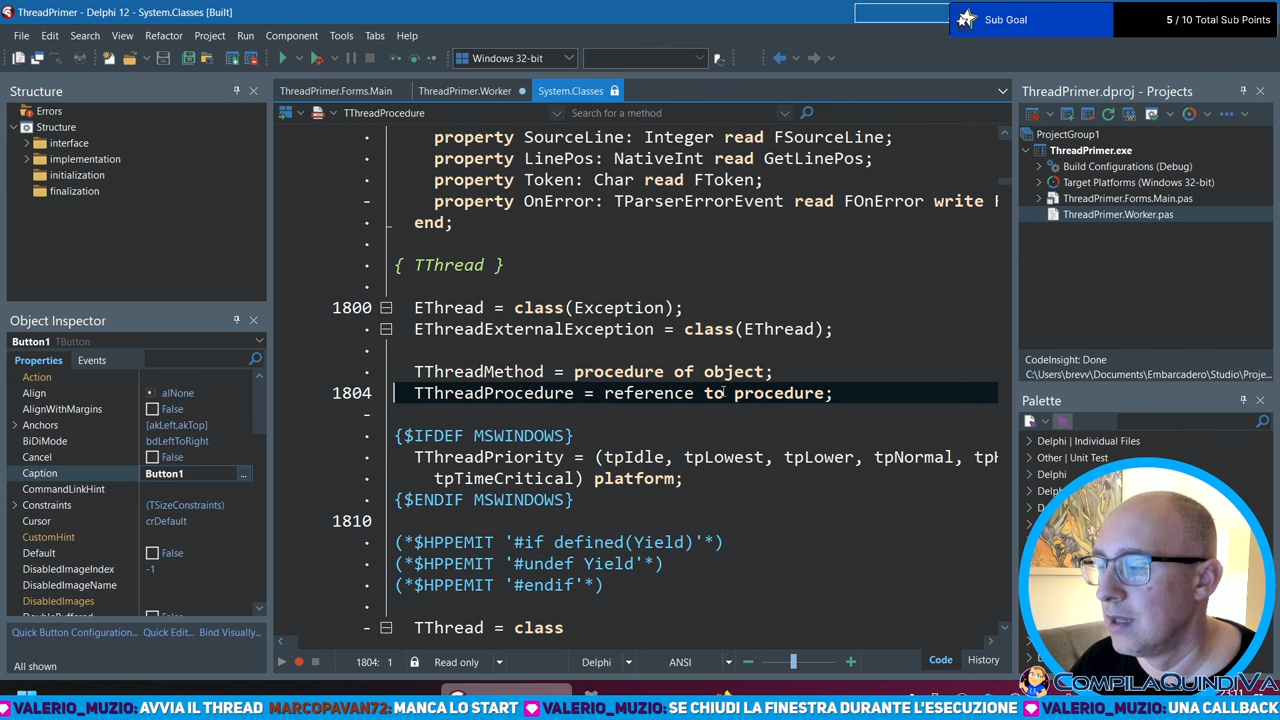 ThreadPrimer - Delphi 12 - System.Classes [Built]
Sub Goal
5 / 10 Total Sub Points
File Edit Search View Refactor Project Run Component Tools Tabs Help
Windows 32-bit
Structure
Errors
Structure
interface
implementation
initialization
finalization
Object Inspector
Button1 TButton
Properties Events
Action
Align alNone
AlignWithMargins False
Anchors [akLeft,akTop]
BiDiMode bdLeftToRight
Cancel False
Caption Button1 ...
CommandLinkHint
Constraints (TSizeConstraints)
Cursor crDefault
CustomHint
Default False
DisabledImageIndex -1
DisabledImageName
DisabledImages
DoubleBuffered False
Quick Button Configuration... Quick Edit... Bind Visually...
All shown
ThreadPrimer.Forms.Main ThreadPrimer.Worker System.Classes
TThreadProcedure Search for a method
property SourceLine: Integer read FSourceLine;
property LinePos: NativeInt read GetLinePos;
property Token: Char read FToken;
property OnError: TParserErrorEvent read FOnError write F
end;
{ TThread }
1800 EThread = class(Exception);
EThreadExternalException = class(EThread);
TThreadMethod = procedure of object;
1804 TThreadProcedure = reference to procedure;
{$IFDEF MSWINDOWS}
TThreadPriority = (tpIdle, tpLowest, tpLower, tpNormal, tpH
tpTimeCritical) platform;
{$ENDIF MSWINDOWS}
1810
(*$HPPEMIT '#if defined(Yield)'*)
(*$HPPEMIT '#undef Yield'*)
(*$HPPEMIT '#endif'*)
TThread = class
1804: 1 Read only Delphi ANSI Code History
ThreadPrimer.dproj - Projects
ProjectGroup1
ThreadPrimer.exe
Build Configurations (Debug)
Target Platforms (Windows 32-bit)
ThreadPrimer.Forms.Main.pas
ThreadPrimer.Worker.pas
CodeInsight: Done
C:\Users\brevv\Documents\Embarcadero\Studio\Proje
Palette
Delphi | Individual Files
Other | Unit Test
Delphi
Delphi
COMPILAQUINDIVA
VALERIO_MUZIO: AVVIA IL THREAD MARCOPAVAN72: MANCA LO START VALERIO_MUZIO: SE CHIUDI LA FINESTRA DURANTE L'ESECUZIONE VALERIO_MUZIO: UNA CALLBACK